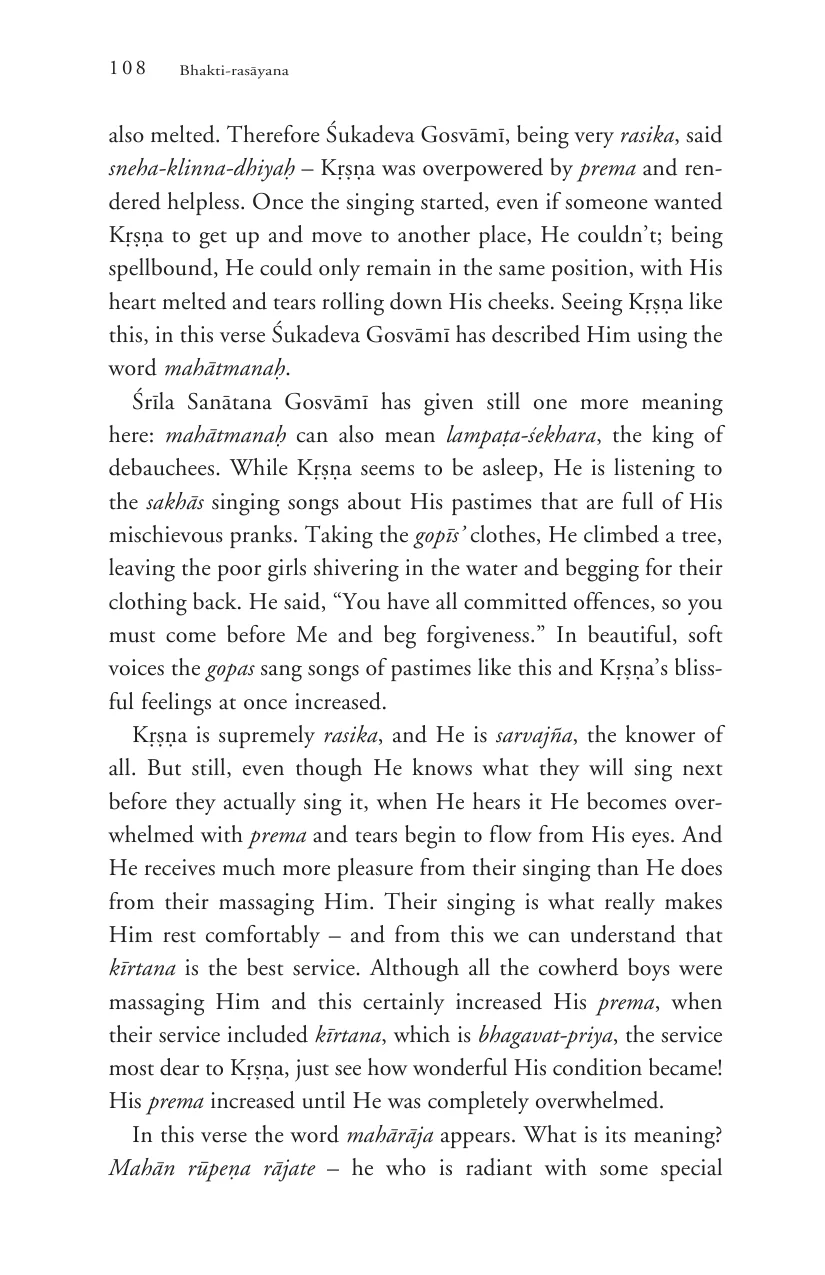 108 Bhakti-rasāyana
also melted. Therefore Śukadeva Gosvāmī, being very rasika, said
sneha-klinna-dhiyaḥ – Kṛṣṇa was overpowered by prema and ren-
dered helpless. Once the singing started, even if someone wanted
Kṛṣṇa to get up and move to another place, He couldn’t; being
spellbound, He could only remain in the same position, with His
heart melted and tears rolling down His cheeks. Seeing Kṛṣṇa like
this, in this verse Śukadeva Gosvāmī has described Him using the
word mahātmanaḥ.
Śrīla Sanātana Gosvāmī has given still one more meaning
here: mahātmanaḥ can also mean lampaṭa-śekhara, the king of
debauchees. While Kṛṣṇa seems to be asleep, He is listening to
the sakhās singing songs about His pastimes that are full of His
mischievous pranks. Taking the gopīs’ clothes, He climbed a tree,
leaving the poor girls shivering in the water and begging for their
clothing back. He said, “You have all committed offences, so you
must come before Me and beg forgiveness.” In beautiful, soft
voices the gopas sang songs of pastimes like this and Kṛṣṇa’s bliss-
ful feelings at once increased.
Kṛṣṇa is supremely rasika, and He is sarvajña, the knower of
all. But still, even though He knows what they will sing next
before they actually sing it, when He hears it He becomes over-
whelmed with prema and tears begin to flow from His eyes. And
He receives much more pleasure from their singing than He does
from their massaging Him. Their singing is what really makes
Him rest comfortably – and from this we can understand that
kīrtana is the best service. Although all the cowherd boys were
massaging Him and this certainly increased His prema, when
their service included kīrtana, which is bhagavat-priya, the service
most dear to Kṛṣṇa, just see how wonderful His condition became!
His prema increased until He was completely overwhelmed.
In this verse the word mahārāja appears. What is its meaning?
Mahān rūpeṇa rājate – he who is radiant with some special